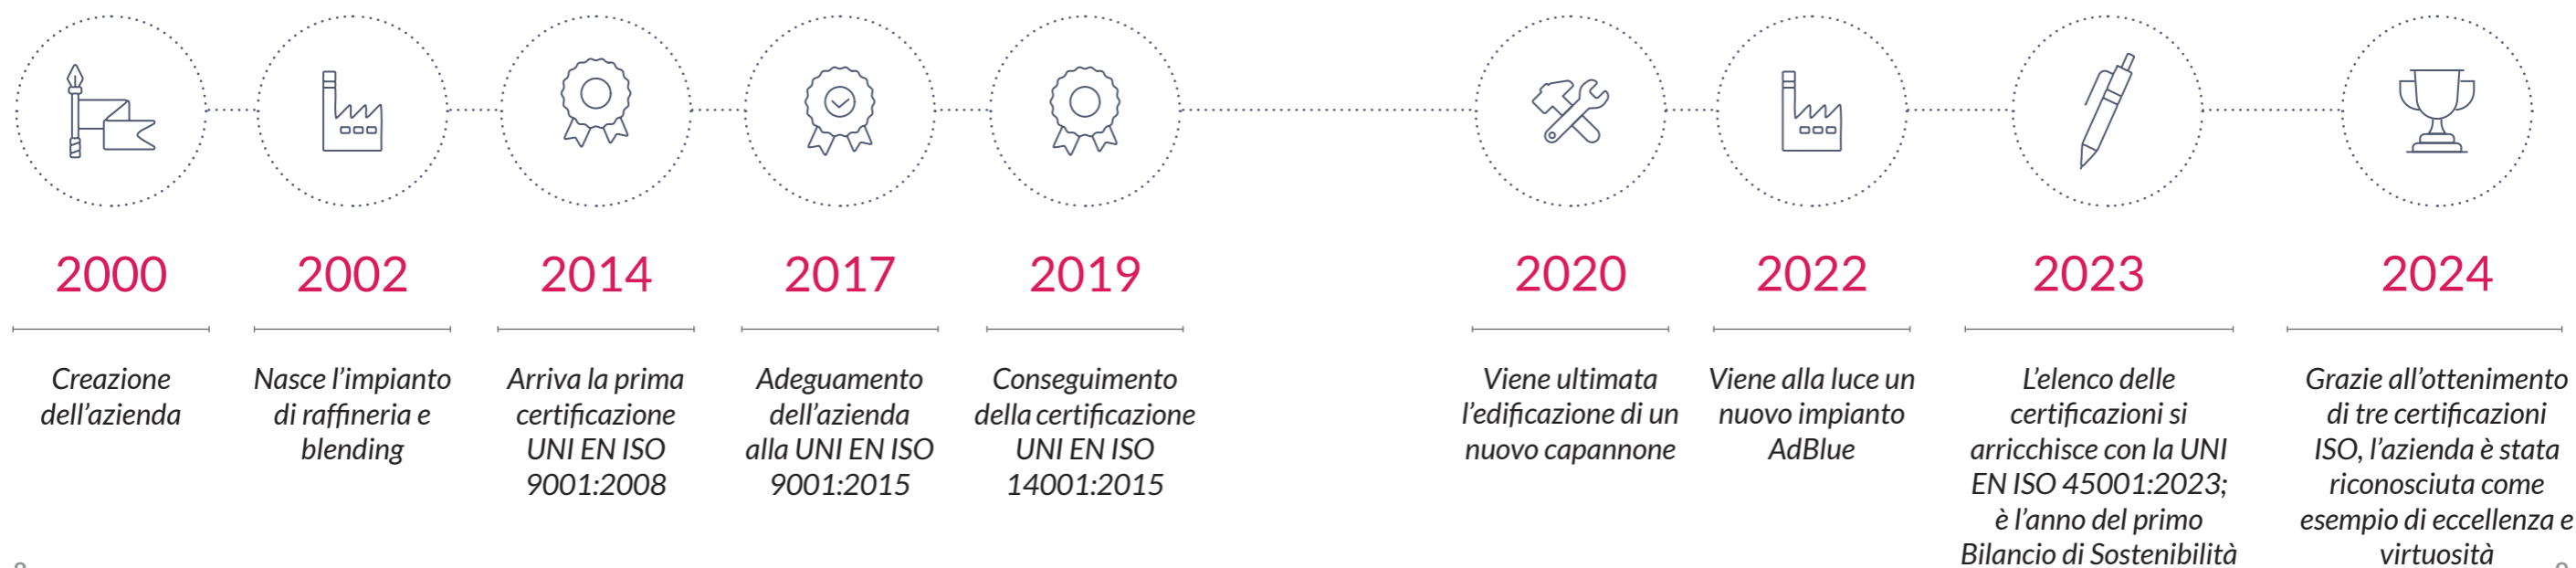 2000
Creazione
dell’azienda
2002
Nasce l’impianto
di raffineria e
blending
2014
Arriva la prima
certificazione
UNI EN ISO
9001:2008
2017
Adeguamento
dell’azienda
alla UNI EN ISO
9001:2015
2019
Conseguimento
della certificazione
UNI EN ISO
14001:2015
2020
Viene ultimata
l’edificazione di un
nuovo capannone
2022
Viene alla luce un
nuovo impianto
AdBlue
2023
L’elenco delle
certificazioni si
arricchisce con la UNI
EN ISO 45001:2023;
è l’anno del primo
Bilancio di Sostenibilità
2024
Grazie all’ottenimento
di tre certificazioni
ISO, l’azienda è stata
riconosciuta come
esempio di eccellenza e
virtuosità